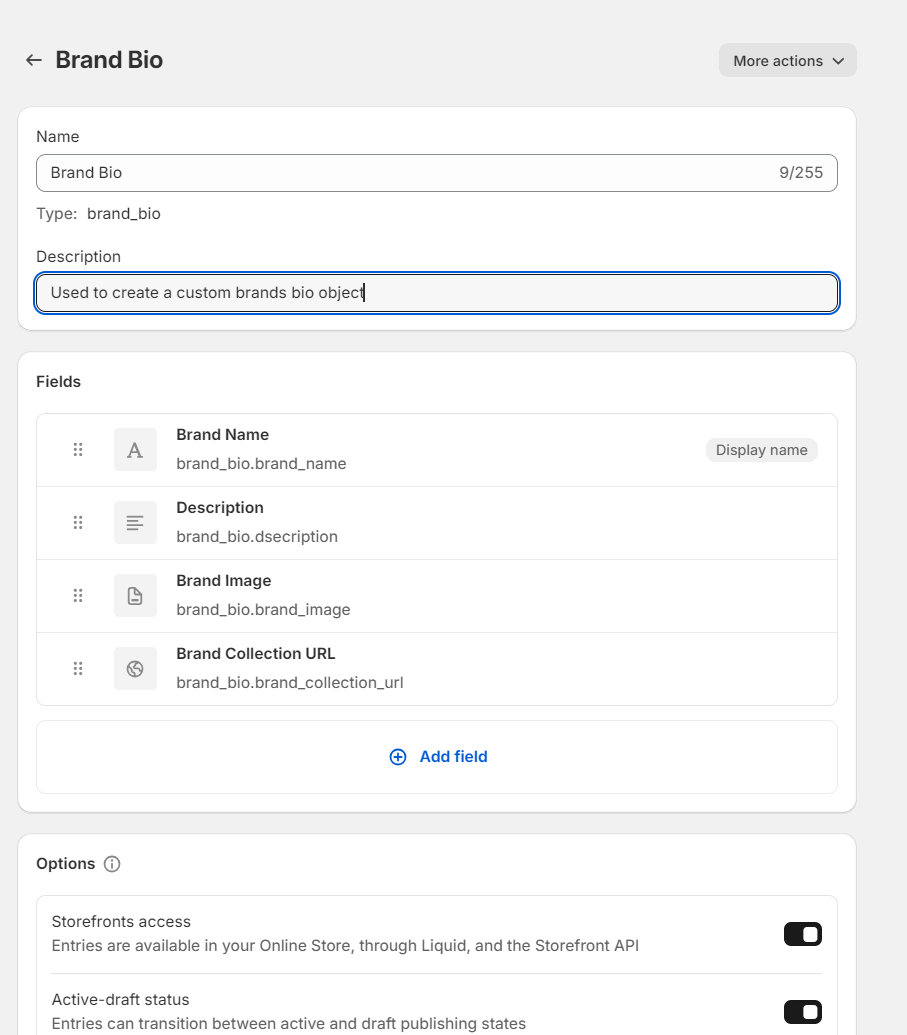 Brand Bio
More actions
Name
Brand Bio
9/255
Type: brand_bio
Description
Used to create a custom brands bio object
Fields
Brand Name
brand_bio.brand_name
Display name
Description
brand_bio.dsecription
Brand Image
brand_bio.brand_image
Brand Collection URL
brand_bio.brand_collection_url
Add field
Options
Storefronts access
Entries are available in your Online Store, through Liquid, and the Storefront API
Active-draft status
Entries can transition between active and draft publishing states